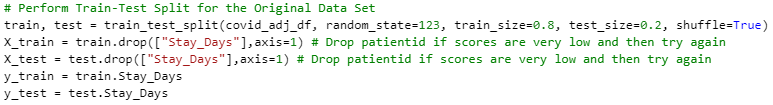 # Perform Train-Test Split for the Original Data Set
train, test = train_test_split(covid_adj_df, random_state=123, train_size=0.8, test_size=0.2, shuffle=True)
X_train = train.drop(["Stay_Days"],axis=1) # Drop patientid if scores are very low and then try again
X_test = test.drop(["Stay_Days"],axis=1) # Drop patientid if scores are very low and then try again
y_train = train.Stay_Days
y_test = test.Stay_Days